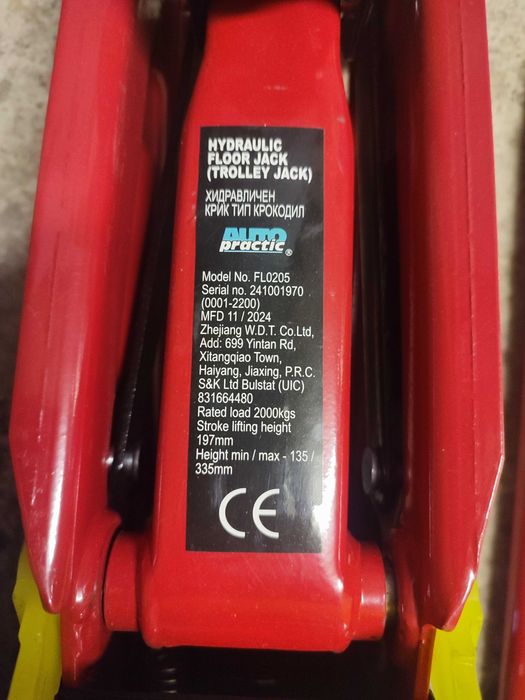 HYDRAULIC
FLOOR JACK
(TROLLEY JACK)
ХИДРАВЛИЧЕН
КРИК ТИП КРОКОДИЛ
AUTO
practic®
Model No. FL0205
Serial no. 241001970
(0001-2200)
MFD 11 / 2024
Zhejiang W.D.T. Co.Ltd,
Add: 699 Yintan Rd,
Xitangqiao Town,
Haiyang, Jiaxing, P.R.C.
S&K Ltd Bulstat (UIC)
831664480
Rated load 2000kgs
Stroke lifting height
197mm
Height min / max - 135 /
335mm
CE